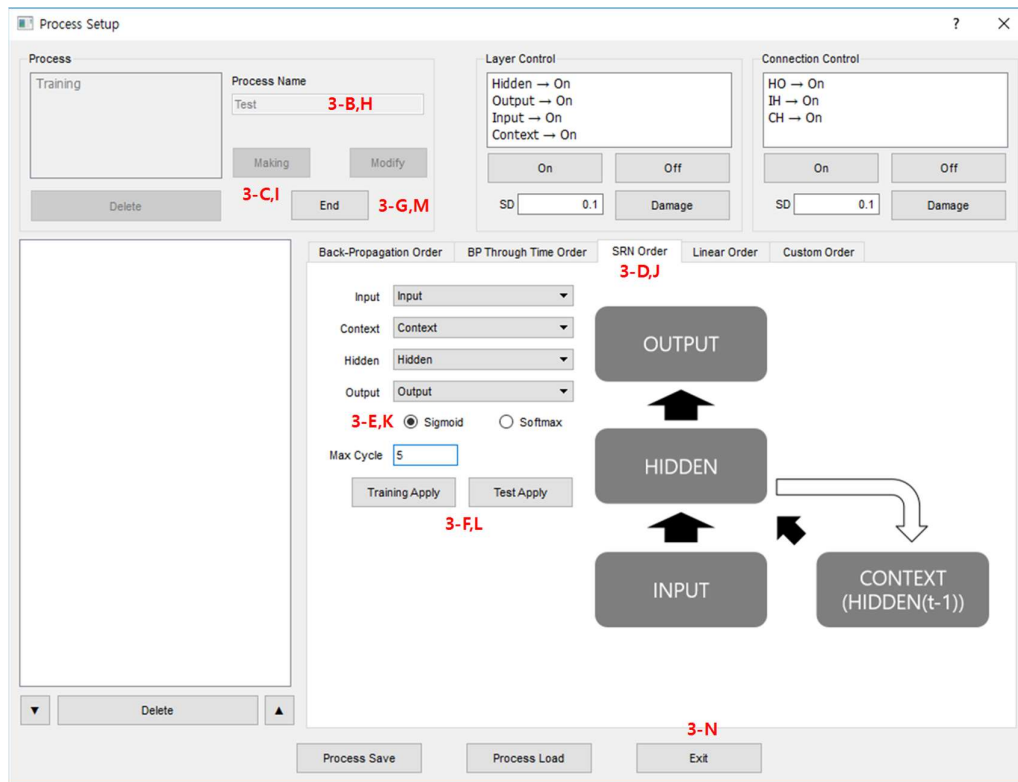 Process Setup
?
Process
Training
Process Name
Test
3-B,H
Making
Modify
3-C,I
Delete
End
3-G,M
Layer Control
Hidden → On
Output → On
Input → On
Context → On
On
Off
SD
0.1
Damage
Connection Control
HO → On
IH → On
CH → On
On
Off
SD
0.1
Damage
Back-Propagation Order
BP Through Time Order
SRN Order
Linear Order
Custom Order
3-D,J
Input
Input
Context
Context
Hidden
Hidden
Output
Output
3-E,K
Sigmoid
Softmax
Max Cycle
5
Training Apply
Test Apply
3-F,L
OUTPUT
HIDDEN
INPUT
CONTEXT
(HIDDEN(t-1))
Delete
3-N
Process Save
Process Load
Exit